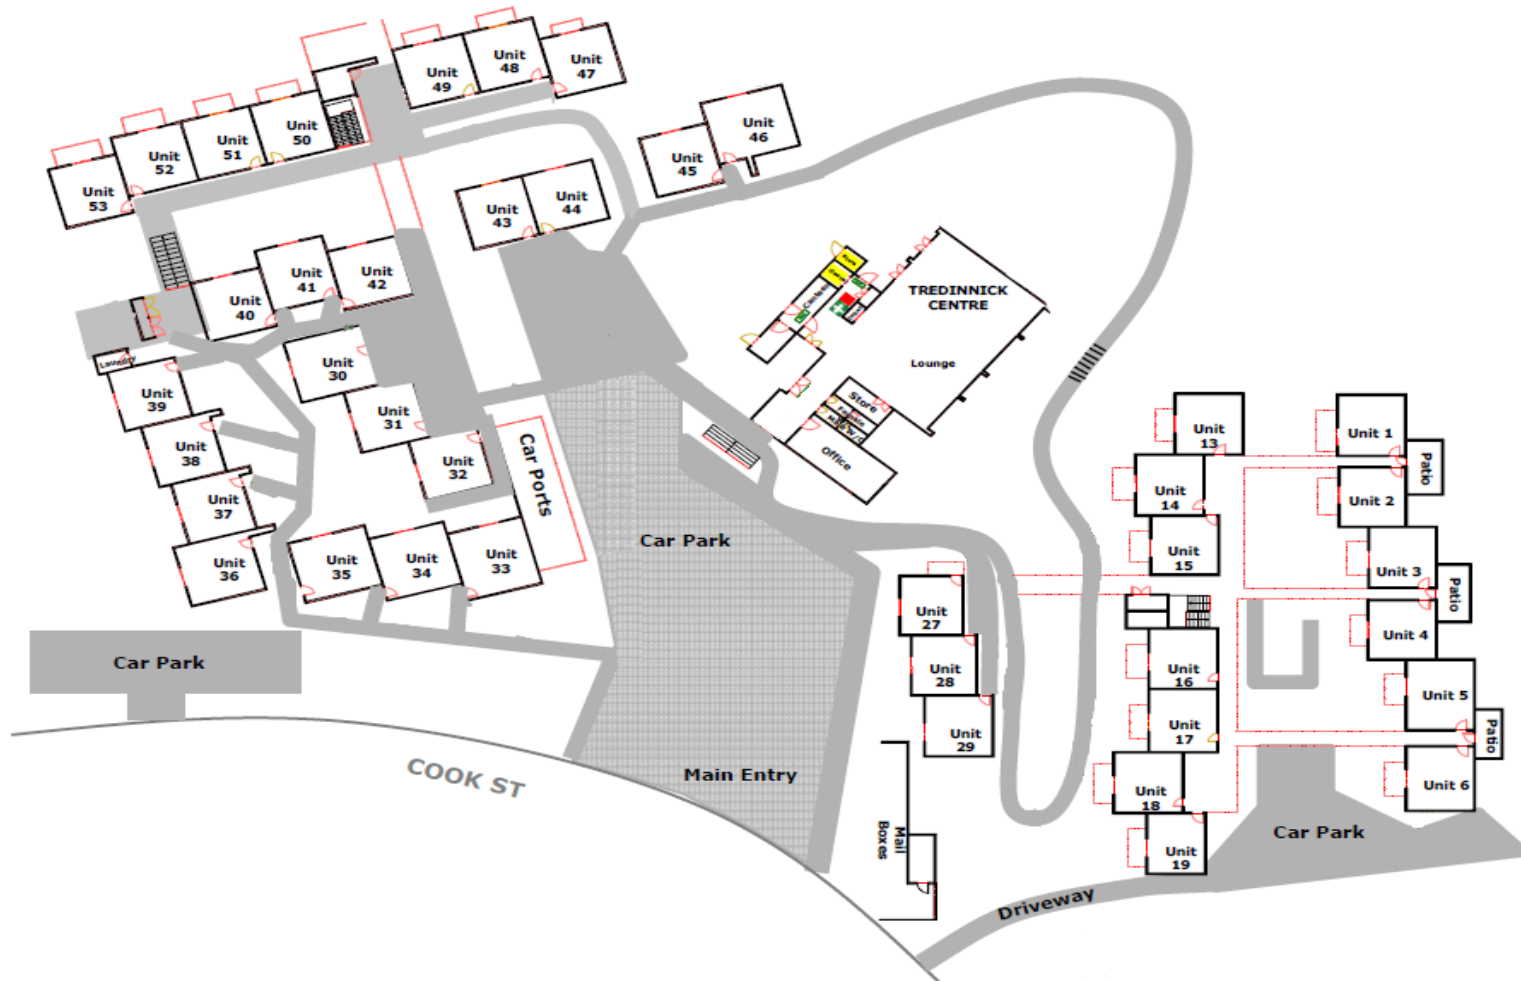 Unit
49
Unit
48
Unit
47
Unit
50
Unit
51
Unit
52
Unit
53
Unit
46
Unit
45
Unit
43
Unit
44
Unit
42
Unit
41
Unit
40
Laundry
Unit
39
Unit
38
Unit
37
Unit
36
Unit
30
Unit
31
Unit
32
Unit
33
Unit
34
Unit
35
Car Ports
Car Park
Car Park
Main Entry
COOK ST
TREDINNICK
CENTRE
Lounge
Canteen
Store
Female
Office
Unit
27
Unit
28
Unit
29
Mail
Boxes
Driveway
Unit
13
Unit
14
Unit
15
Unit
16
Unit
17
Unit
18
Unit
19
Unit 1
Patio
Unit 2
Unit 3
Patio
Unit 4
Unit 5
Patio
Unit 6
Car Park